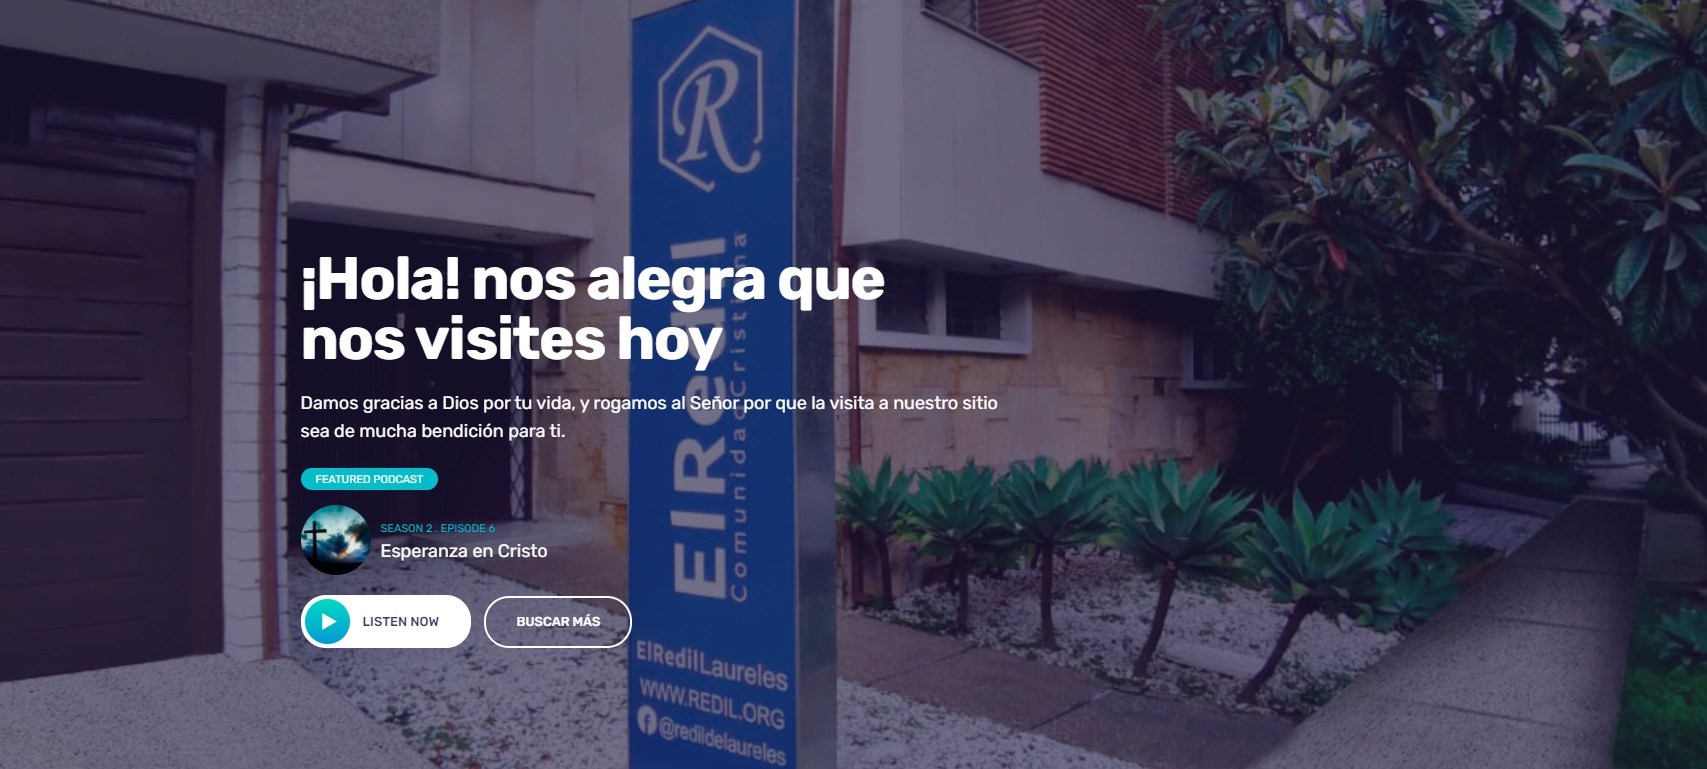 R
ElRedil
Comunidad Cristiana
¡Hola! nos alegra que
nos visites hoy
Damos gracias a Dios por tu vida, y rogamos al Señor por que la visita a nuestro sitio
sea de mucha bendición para ti.
FEATURED PODCAST
SEASON 2 . EPISODE 6
Esperanza en Cristo
LISTEN NOW
BUSCAR MÁS
ElRedilLaureles
WWW.REDIL.ORG
@redildelaureles